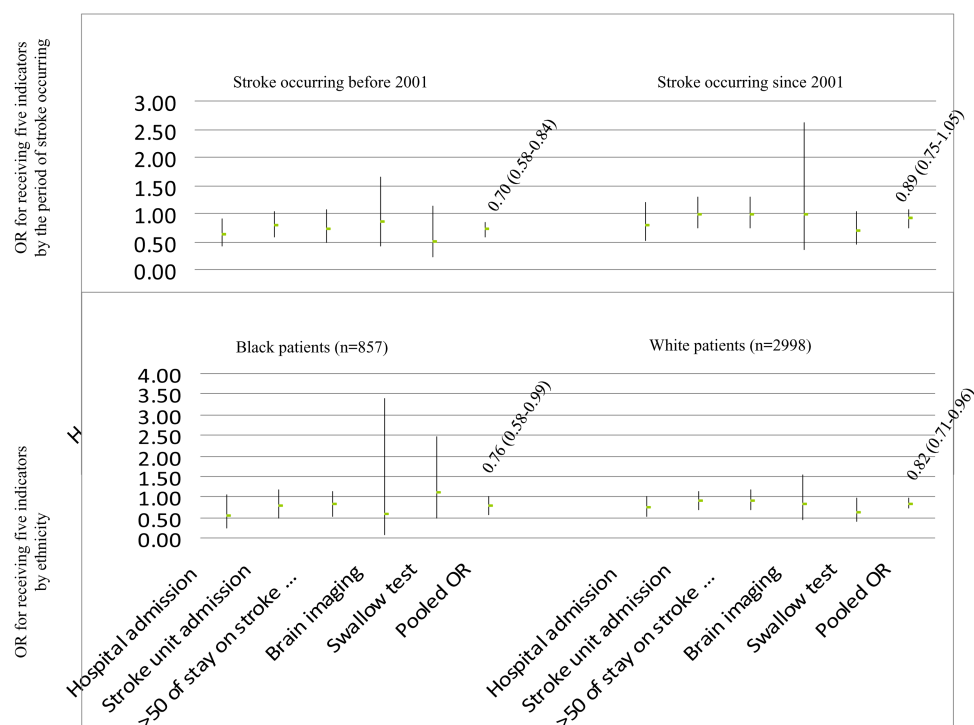 OR for receiving five indicators
by the period of stroke occurring
Stroke occurring before 2001
Stroke occurring since 2001
3.00
2.50
2.00
1.50
1.00
0.50
0.00
0.70 (0.58-0.84)
0.89 (0.75-1.05)
OR for receiving five indicators
by ethnicity
Black patients (n=857)
White patients (n=2998)
4.00
3.50
3.00
2.50
2.00
1.50
1.00
0.50
0.00
0.76 (0.58-0.99)
0.82 (0.71-0.96)
H
Hospital admission
Stroke unit admission
>50 of stay on stroke ...
Brain imaging
Swallow test
Pooled OR
Hospital admission
Stroke unit admission
>50 of stay on stroke ...
Brain imaging
Swallow test
Pooled OR